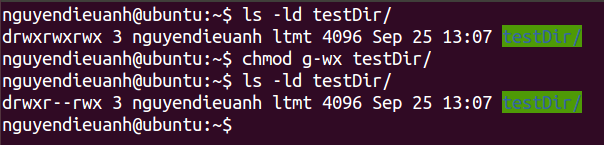 nguyendieuanh@ubuntu:~$ ls -ld testDir/
drwxrwxrwx 3 nguyendieuanh ltmt 4096 Sep 25 13:07 testDir/
nguyendieuanh@ubuntu:~$ chmod g-wx testDir/
nguyendieuanh@ubuntu:~$ ls -ld testDir/
drwxr--rwx 3 nguyendieuanh ltmt 4096 Sep 25 13:07 testDir/
nguyendieuanh@ubuntu:~$